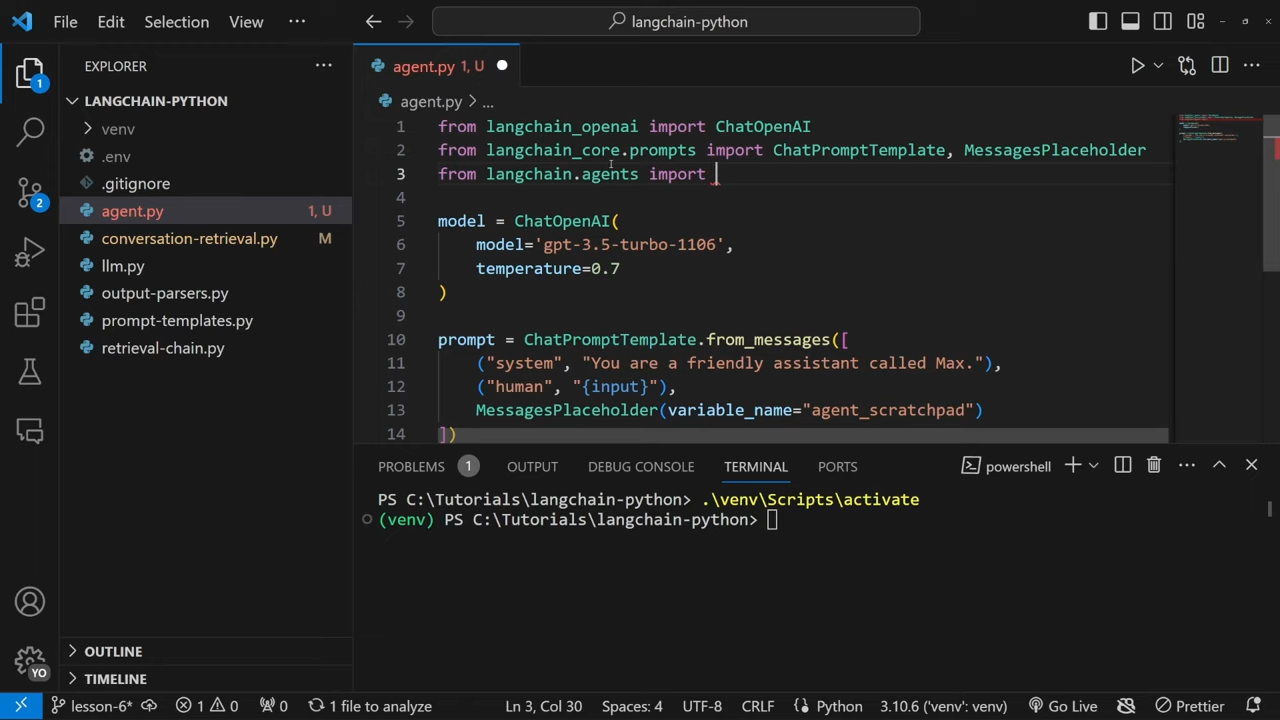 File Edit Selection View ··· langchain-python
EXPLORER ···
LANGCHAIN-PYTHON
venv
.env
.gitignore
agent.py 1, U
conversation-retrieval.py M
llm.py
output-parsers.py
prompt-templates.py
retrieval-chain.py
OUTLINE
TIMELINE
1
2
YO
agent.py 1, U
agent.py > ...
1 from langchain_openai import ChatOpenAI
2 from langchain_core.prompts import ChatPromptTemplate, MessagesPlaceholder
3 from langchain.agents import
4
5 model = ChatOpenAI(
6     model='gpt-3.5-turbo-1106',
7     temperature=0.7
8 )
9
10 prompt = ChatPromptTemplate.from_messages([
11     ("system", "You are a friendly assistant called Max."),
12     ("human", "{input}"),
13     MessagesPlaceholder(variable_name="agent_scratchpad")
14 ])
PROBLEMS 1 OUTPUT DEBUG CONSOLE TERMINAL PORTS powershell
PS C:\Tutorials\langchain-python> .\venv\Scripts\activate
(venv) PS C:\Tutorials\langchain-python>
lesson-6* 1 0 0 1 file to analyze Ln 3, Col 30 Spaces: 4 UTF-8 CRLF Python 3.10.6 ('venv': venv) Go Live Prettier